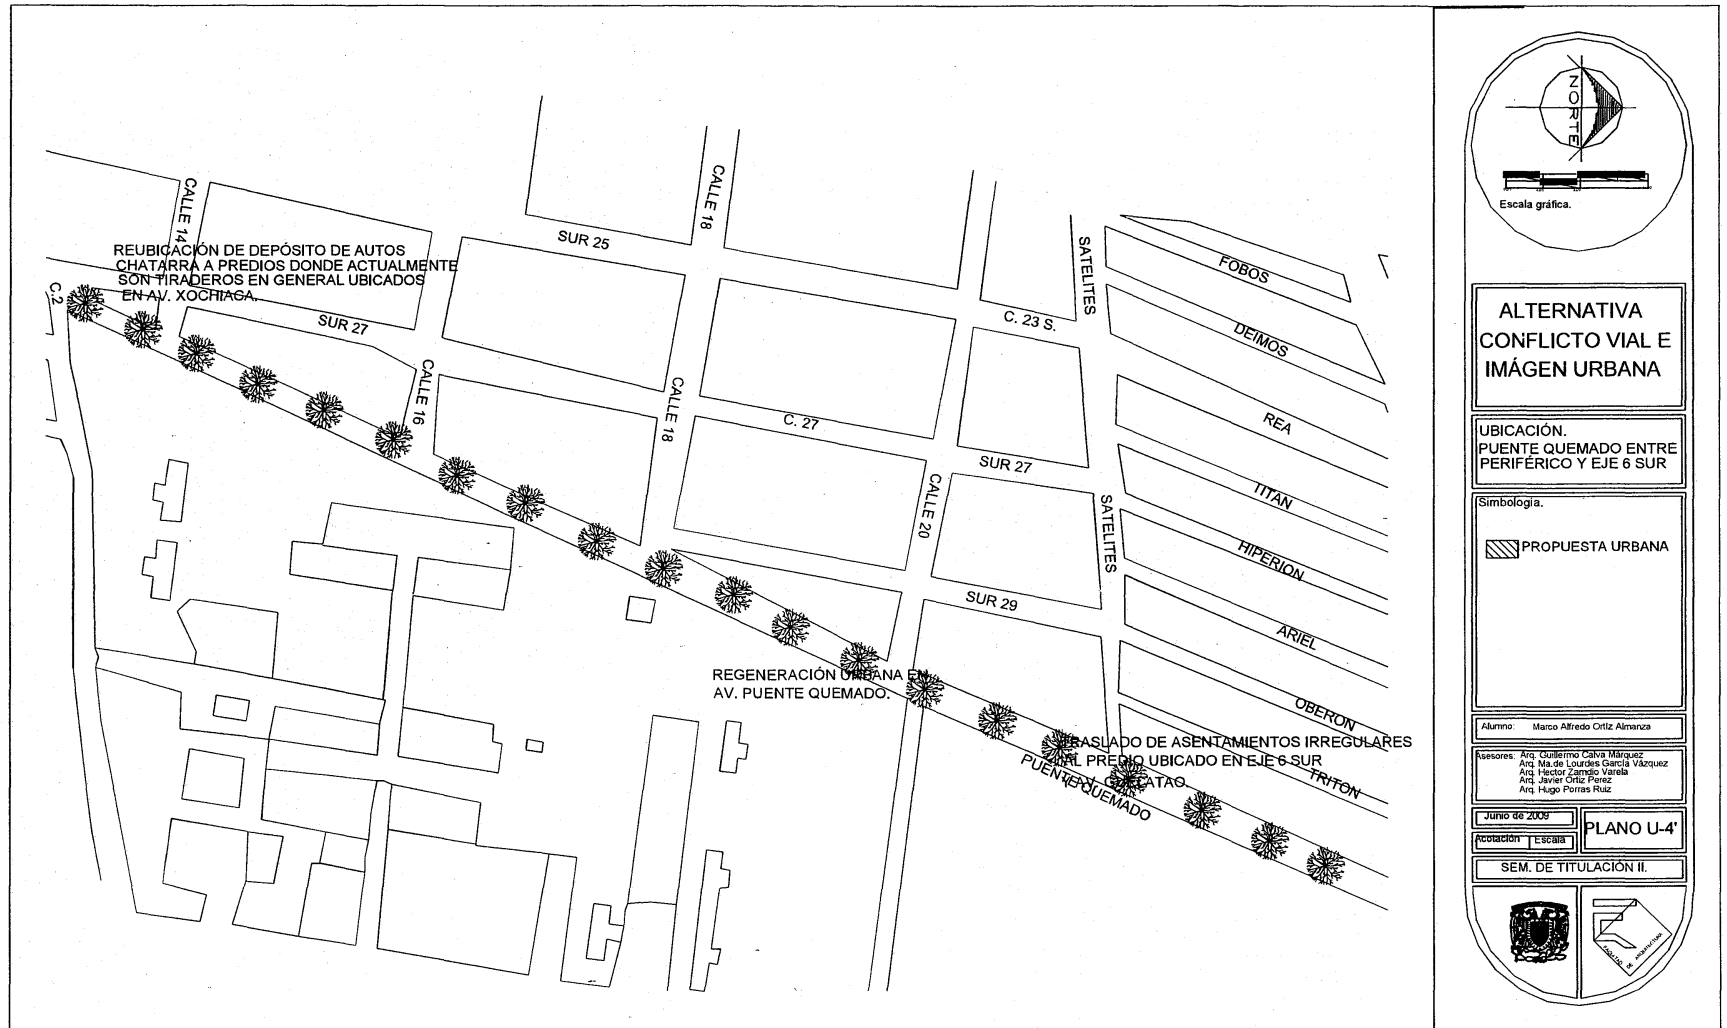 CALLE 14
REUBICACIÓN DE DEPÓSITO DE AUTOS
CHATARRA A PREDIOS DONDE ACTUALMENTE
SON TIRADEROS EN GENERAL UBICADOS
EN AV. XOCHIACA.
C.2
SUR 27
CALLE 16
SUR 25
CALLE 18
CALLE 18
C. 27
CALLE 20
C. 23 S.
SUR 27
SUR 29
SATELITES
SATELITES
FOBOS
DEIMOS
REA
TITAN
HIPERION
ARIEL
OBERON
TRITON
REGENERACIÓN URBANA EN
AV. PUENTE QUEMADO.
TRASLADO DE ASENTAMIENTOS IRREGULARES
AL PREDIO UBICADO EN EJE 6 SUR
PUENTE QUEMADO
NORTE
Escala gráfica.
ALTERNATIVA
CONFLICTO VIAL E
IMÁGEN URBANA
UBICACIÓN.
PUENTE QUEMADO ENTRE
PERIFÉRICO Y EJE 6 SUR
Simbología.
PROPUESTA URBANA
Alumno: Marco Alfredo Ortiz Almanza
Asesores: Arq. Guillermo Calva Márquez
Arq. Ma.de Lourdes García Vázquez
Arq. Hector Zamdio Varela
Arq. Javier Ortiz Perez
Arq. Hugo Porras Ruiz
Junio de 2009
PLANO U-4'
Acotación Escala
SEM. DE TITULACIÓN II.
FACULTAD DE ARQUITECTURA